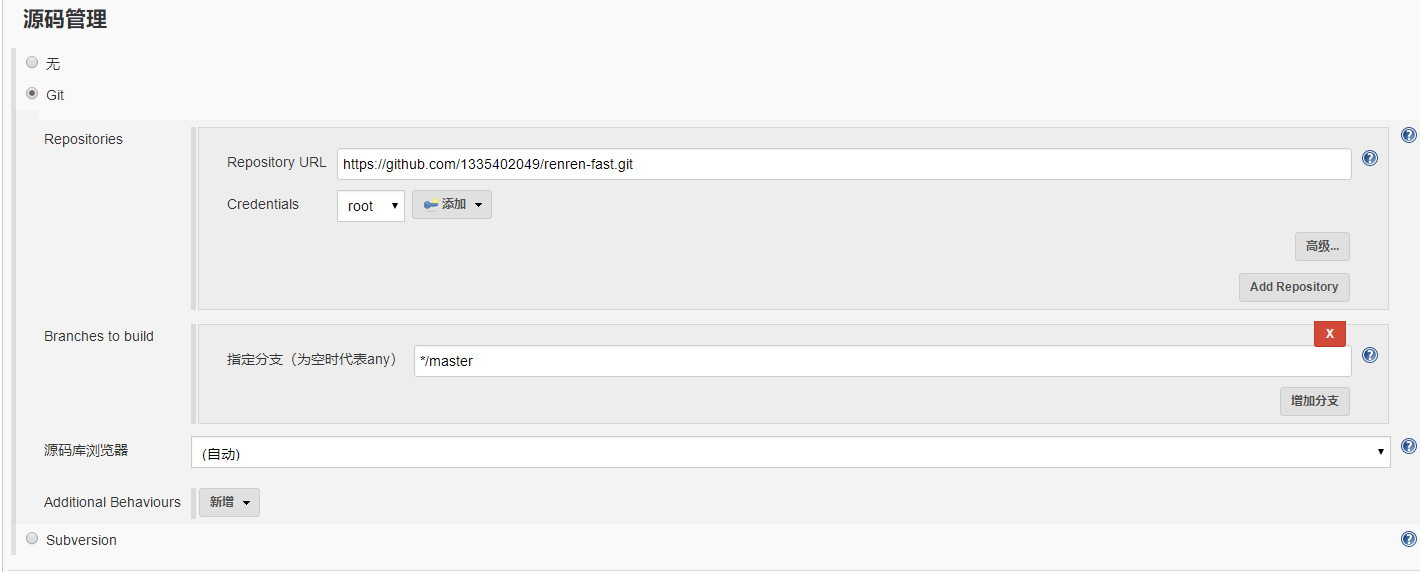 源码管理
无
Git
Repositories
Repository URL
https://github.com/1335402049/renren-fast.git
Credentials
root
添加
高级...
Add Repository
Branches to build
X
指定分支（为空时代表any）
*/master
增加分支
源码库浏览器
(自动)
Additional Behaviours
新增
Subversion